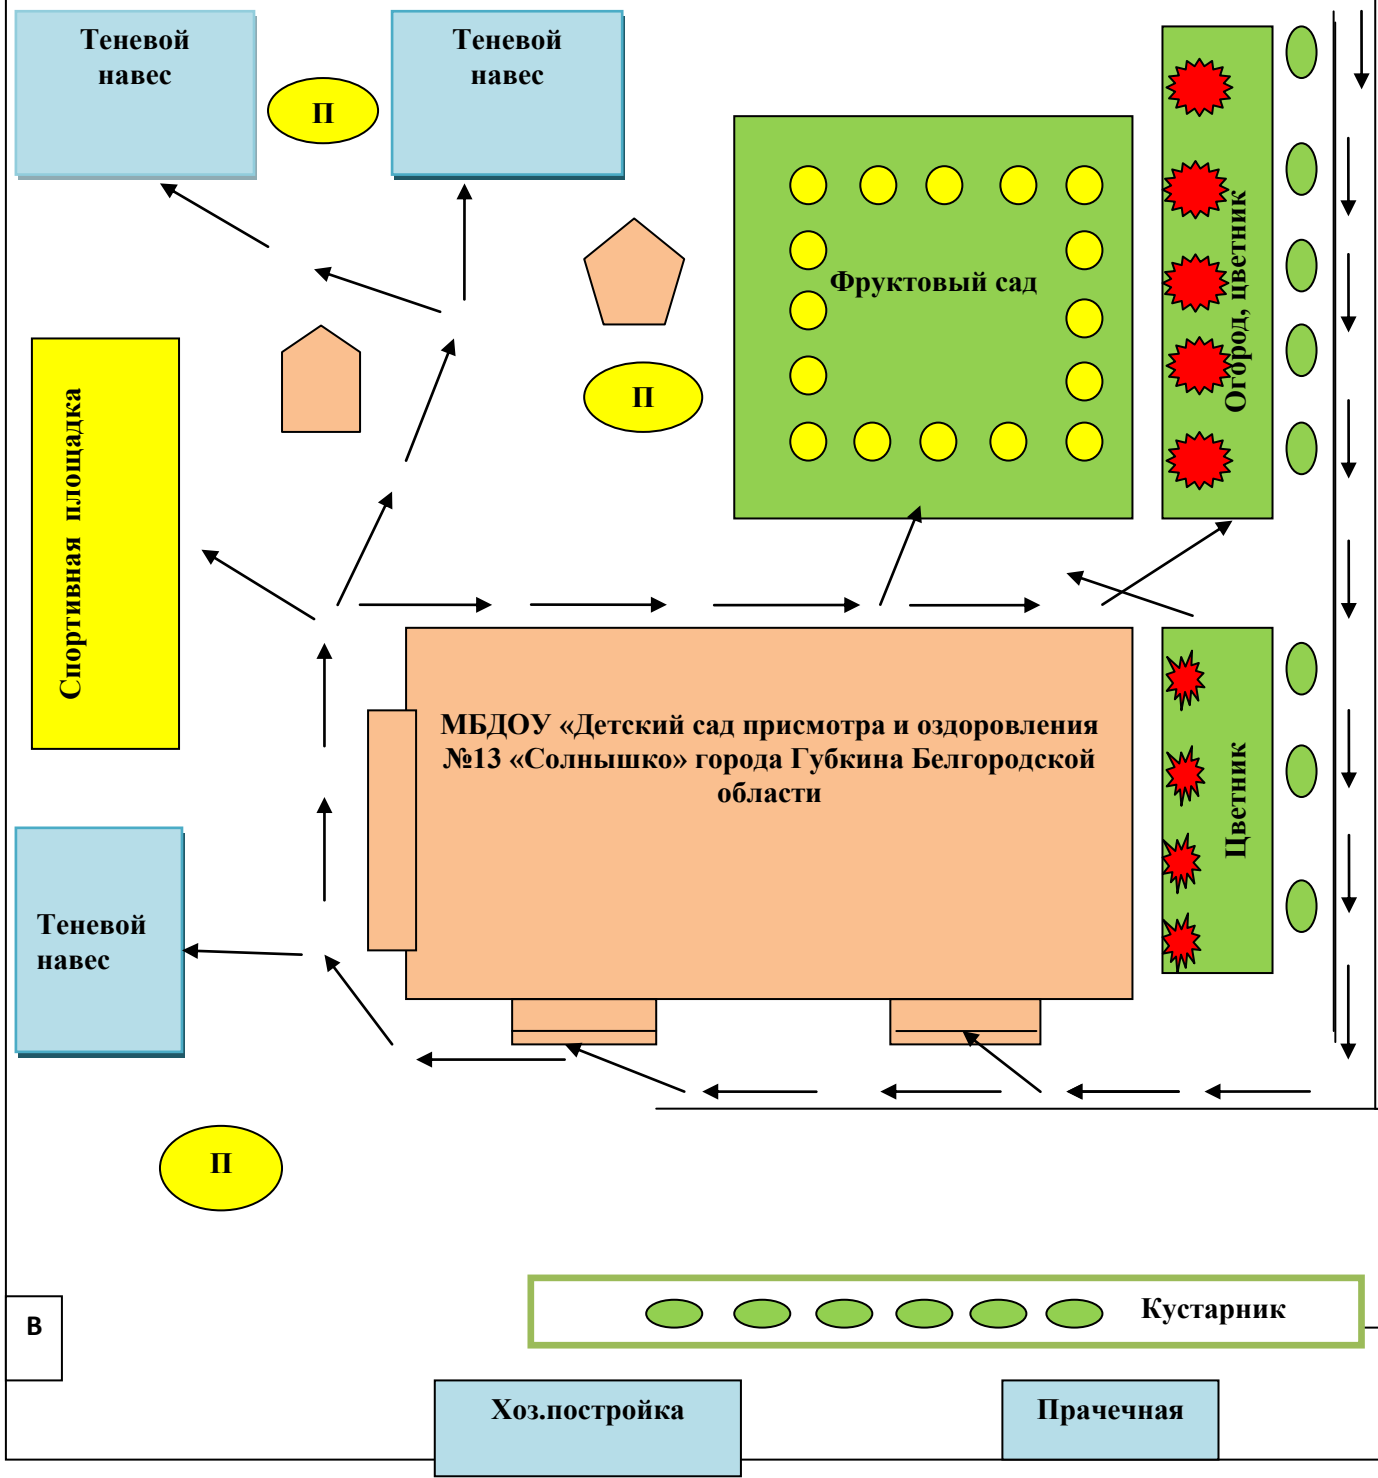 Теневой
навес
П
Теневой
навес
Фруктовый сад
Огород, цветник
П
Спортивная площадка
МБДОУ «Детский сад присмотра и оздоровления
№13 «Солнышко» города Губкина Белгородской
области
Цветник
Теневой
навес
П
Кустарник
В
Хоз.постройка
Прачечная